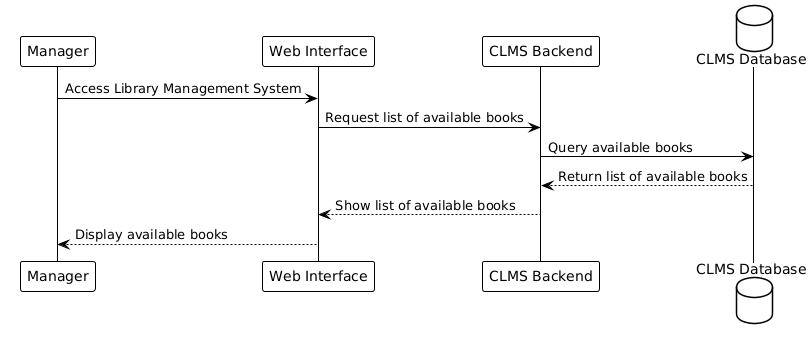 CLMS Database
Manager
Web Interface
CLMS Backend
Access Library Management System
Request list of available books
Query available books
Return list of available books
Show list of available books
Display available books
CLMS Database
Manager
Web Interface
CLMS Backend